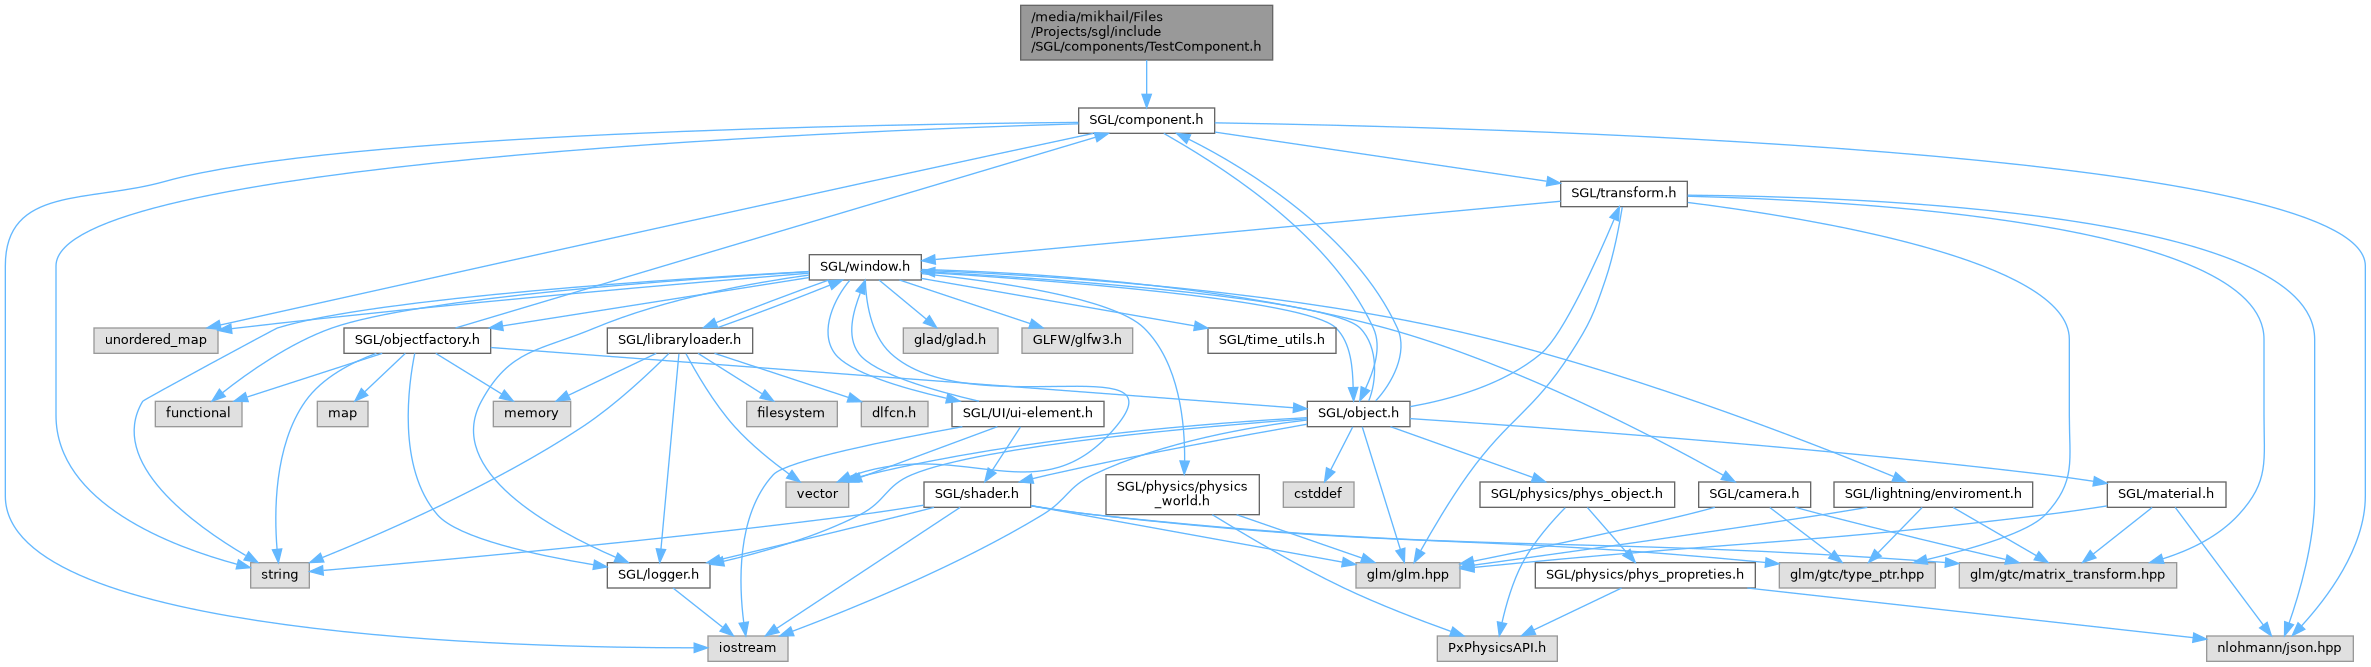 /media/mikhail/Files
/Projects/sgl/include
/SGL/components/TestComponent.h
SGL/component.h
SGL/transform.h
SGL/window.h
unordered_map
SGL/objectfactory.h
SGL/libraryloader.h
glad/glad.h
GLFW/glfw3.h
SGL/time_utils.h
functional
map
memory
filesystem
dlfcn.h
SGL/UI/ui-element.h
SGL/object.h
vector
SGL/shader.h
SGL/physics/physics
_world.h
cstddef
SGL/physics/phys_object.h
SGL/camera.h
SGL/lightning/enviroment.h
SGL/material.h
string
SGL/logger.h
glm/glm.hpp
SGL/physics/phys_propreties.h
glm/gtc/type_ptr.hpp
glm/gtc/matrix_transform.hpp
iostream
PxPhysicsAPI.h
nlohmann/json.hpp